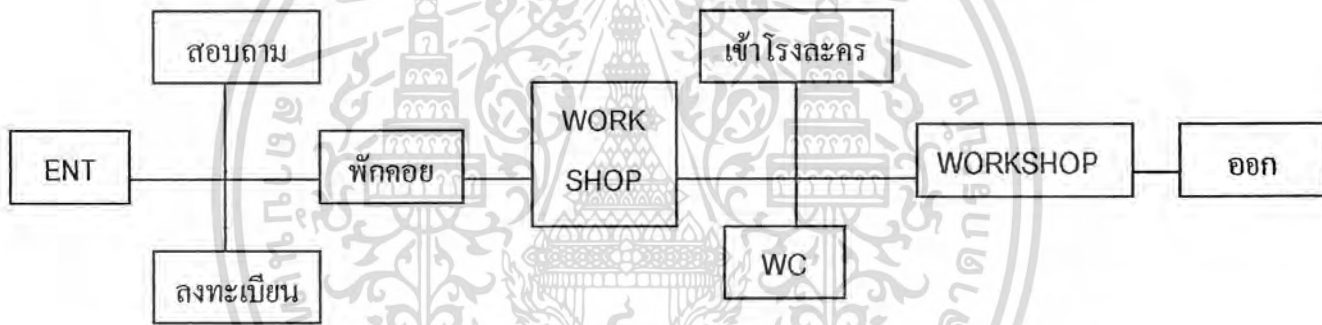 สอบถาม
เข้าโรงละคร
ENT
พักคอย
WORK
SHOP
WORKSHOP
ออก
ลงทะเบียน
WC